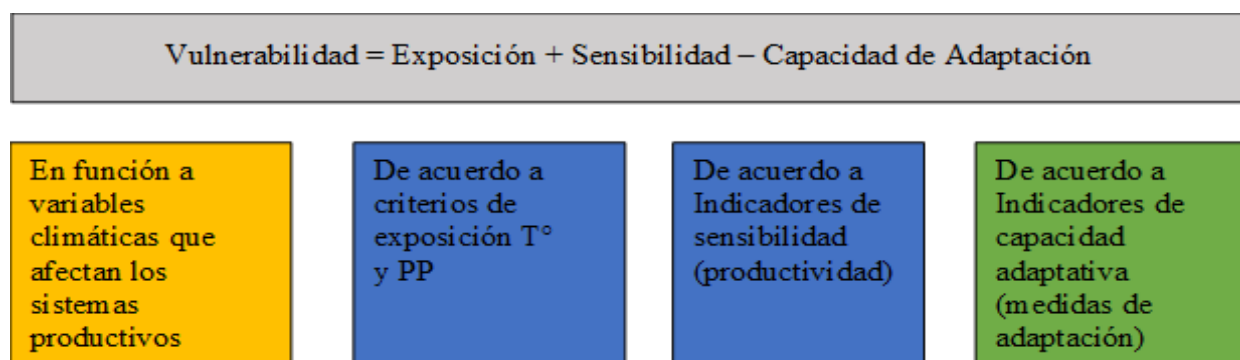 Vulnerabilidad = Exposición + Sensibilidad – Capacidad de Adaptación
En función a
variables
climáticas que
afectan los
sistemas
productivos
De acuerdo a
criterios de
exposición T°
y PP
De acuerdo a
Indicadores de
sensibilidad
(productividad)
De acuerdo a
Indicadores de
capacidad
adaptativa
(medidas de
adaptación)